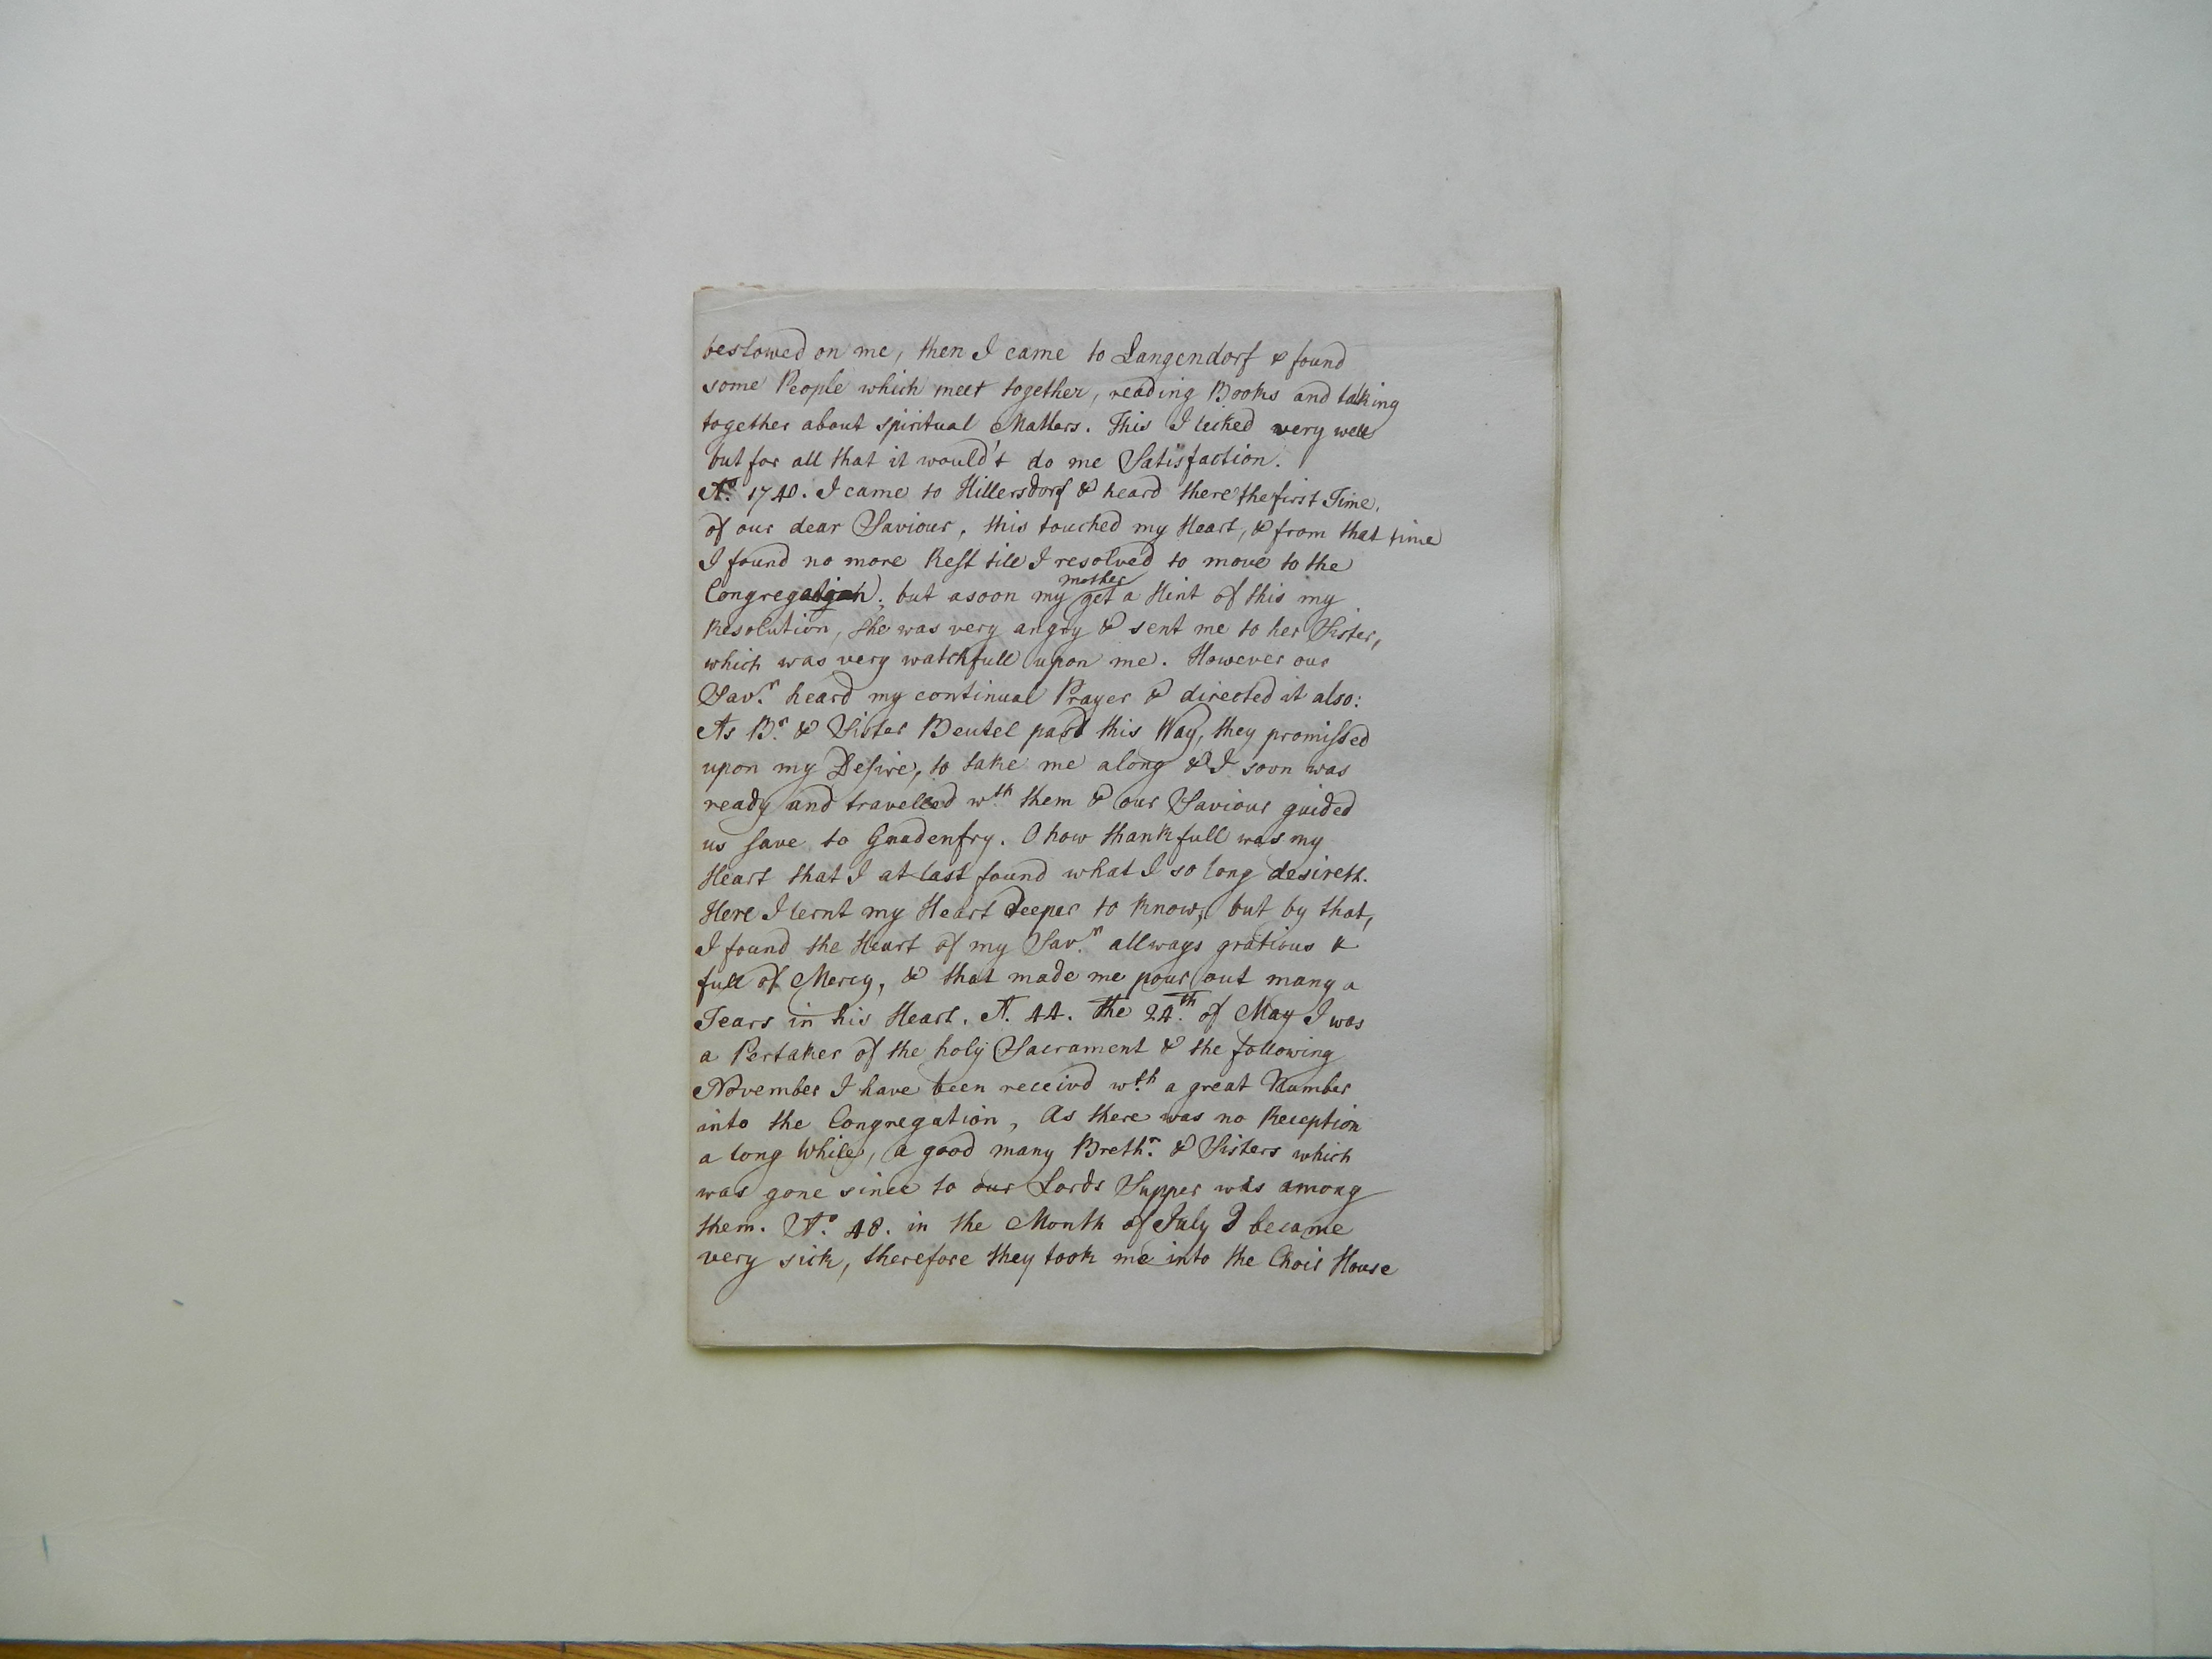 bestowed on me, then I came to Langendorf & found
some People which meet together, reading Books and talking
together about spiritual Matters. This I leiked very well
but for all that it would't do me Satisfaction.
Aº 1740. I came to Hillersdorf & heard there the first Time,
of our dear Saviour, this touched my Heart, & from that time
I found no more Rest till I resolved to move to the
Congregation; but asoon my mother get a Hint of this my
Resolution, she was very angry & sent me to her Sister,
which was very watchfull upon me. However our
Sav.r heard my continual Prayer & directed it also:
As Br. & Sister Beutel past this Way, they promissed
upon my Desire, to take me along & I soon was
ready and travelled w.th them & our Saviour guided
us save to Gnadenfry. O how thankfull was my
Heart that I at last found what I so long desireth.
Here I lernt my Heart deeper to know, but by that,
I found the Heart of my Sav.r allways gratious &
full of Mercy, & that made me pour out many a
Tears in his Heart. A. 44. the 24.th of May I was
a Pertaker of the holy Sacrament & the following
November I have been receivd w.th a great Number
into the Congregation, As there was no Reception
a long While, a good many Breth.r & Sisters which
was gone since to our Lords Supper was among
them. Aº 48. in the Month of July I became
very sick, therefore they took me into the Choir House